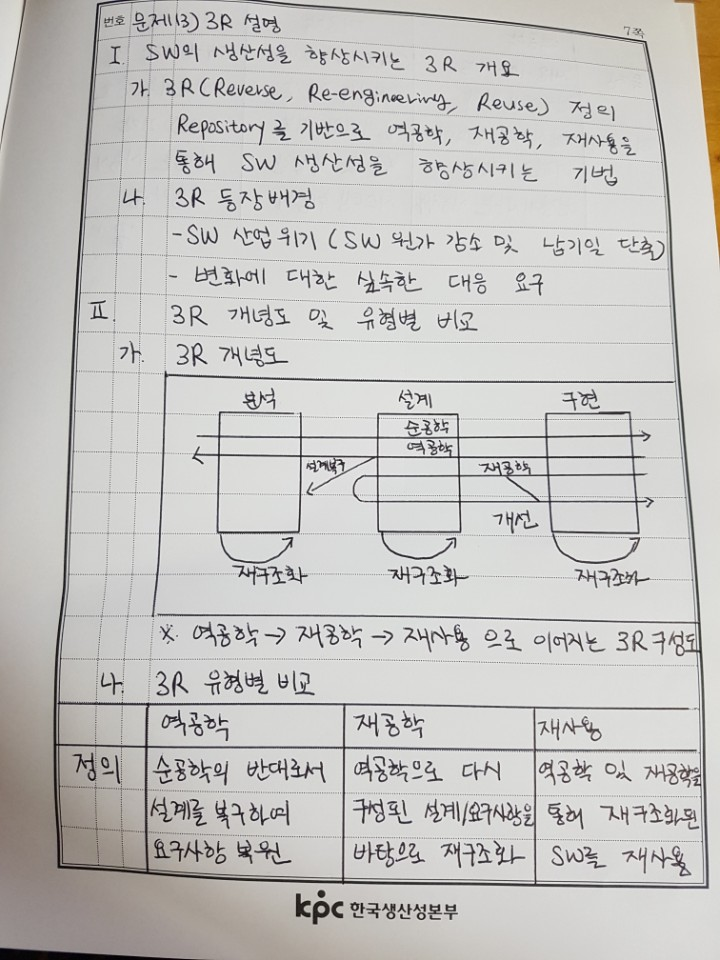 번호 문제13) 3R 설명 7쪽
I. SW의 생산성을 향상시키는 3R 개요
가. 3R(Reverse, Re-engineering, Reuse) 정의
Repository를 기반으로 역공학, 재공학, 재사용을
통해 SW 생산성을 향상시키는 기법
나. 3R 등장배경
- SW 산업위기 (SW 원가 감소 및 납기일 단축)
- 변화에 대한 신속한 대응 요구
II. 3R 개념도 및 유형별 비교
가. 3R 개념도
분석 설계 구현
순공학
역공학
설계복구 재공학
개선
재구조화 재구조화 재구조화
※ 역공학 → 재공학 → 재사용 으로 이어지는 3R 구성도
나. 3R 유형별 비교
역공학 재공학 재사용
정의 순공학의 반대로서 역공학으로 다시 역공학 및 재공학을
설계를 복구하여 구성된 설계/요구사항을 통해 재구조화된
요구사항 복원 바탕으로 재구조화 SW를 재사용
kpc 한국생산성본부